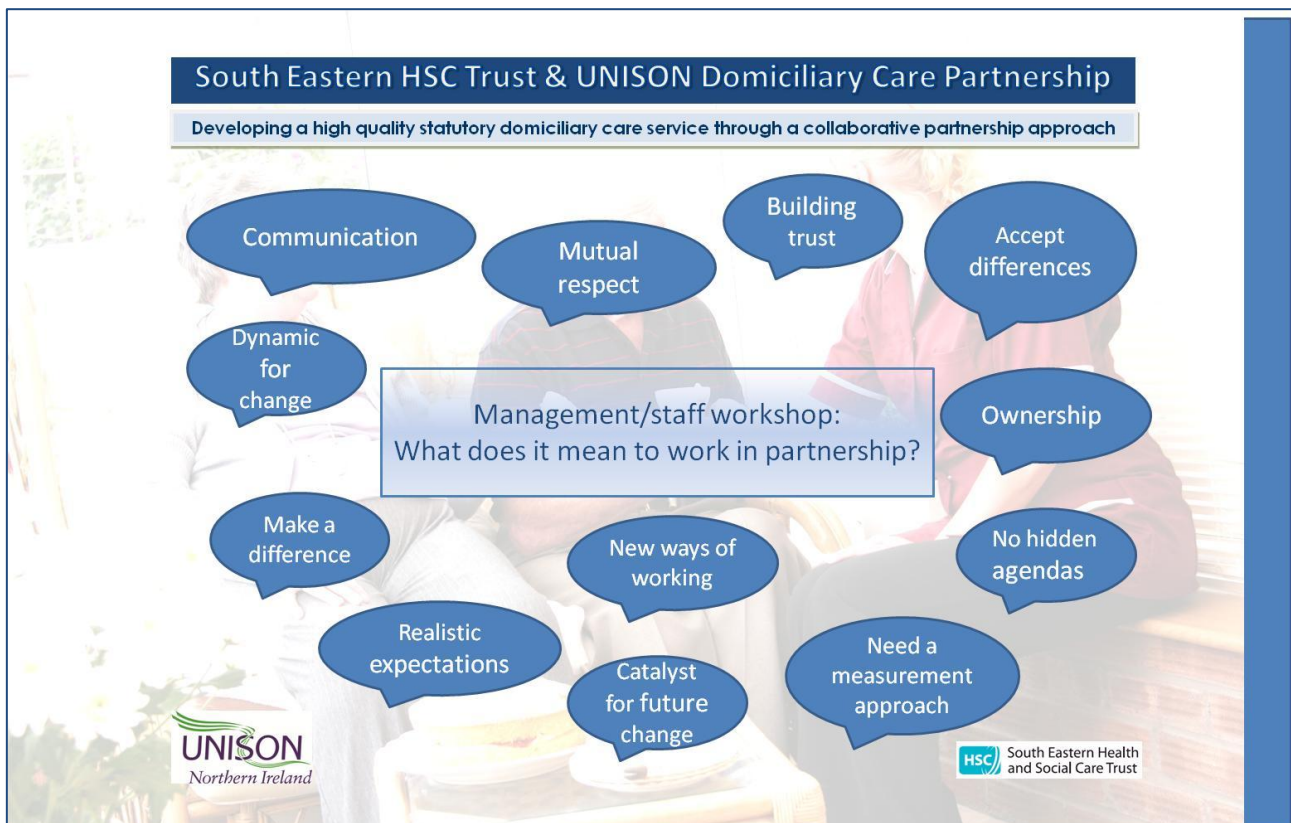 South Eastern HSC Trust & UNISON Domiciliary Care Partnership
Developing a high quality statutory domiciliary care service through a collaborative partnership approach
Communication
Mutual
respect
Building
trust
Accept
differences
Dynamic
for
change
Management/staff workshop:
What does it mean to work in partnership?
Ownership
Make a
difference
New ways of
working
No hidden
agendas
Realistic
expectations
Catalyst
for future
change
Need a
measurement
approach
UNISON
Northern Ireland
HSC
South Eastern Health
and Social Care Trust